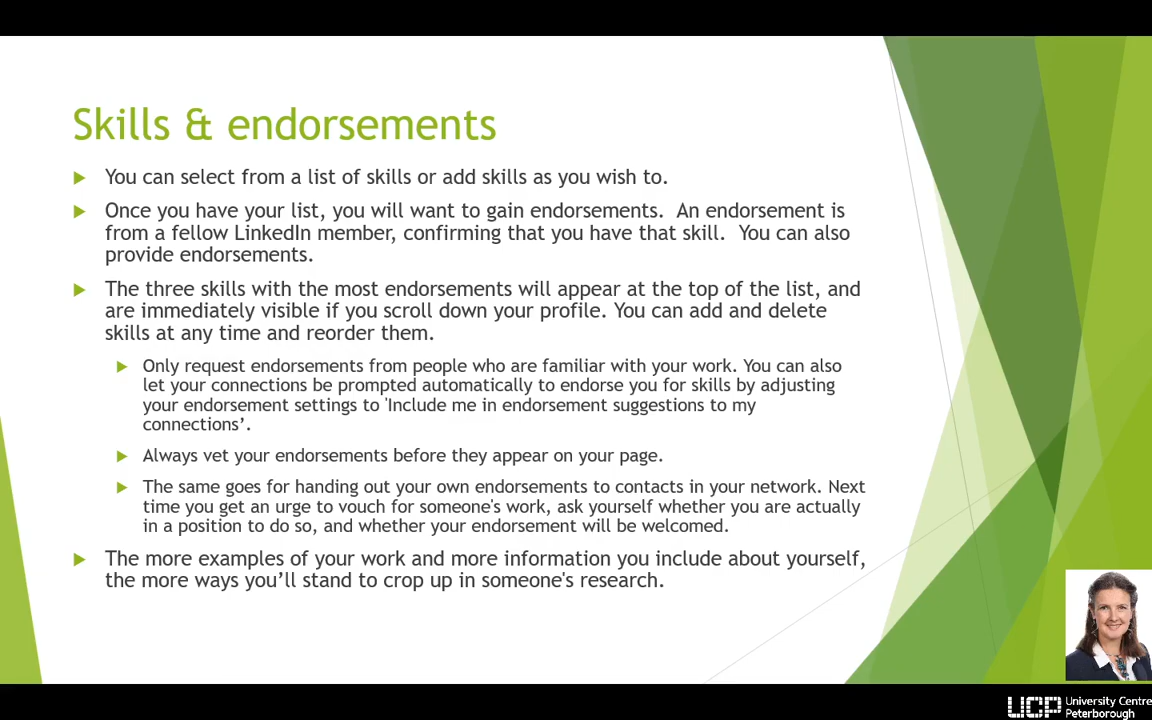 Skills & endorsements
You can select from a list of skills or add skills as you wish to.
Once you have your list, you will want to gain endorsements.  An endorsement is
from a fellow LinkedIn member, confirming that you have that skill.  You can also
provide endorsements.
The three skills with the most endorsements will appear at the top of the list, and
are immediately visible if you scroll down your profile. You can add and delete
skills at any time and reorder them.
Only request endorsements from people who are familiar with your work. You can also
let your connections be prompted automatically to endorse you for skills by adjusting
your endorsement settings to 'Include me in endorsement suggestions to my
connections’.
Always vet your endorsements before they appear on your page.
The same goes for handing out your own endorsements to contacts in your network. Next
time you get an urge to vouch for someone's work, ask yourself whether you are actually
in a position to do so, and whether your endorsement will be welcomed.
The more examples of your work and more information you include about yourself,
the more ways you’ll stand to crop up in someone's research.
UCP University Centre
Peterborough